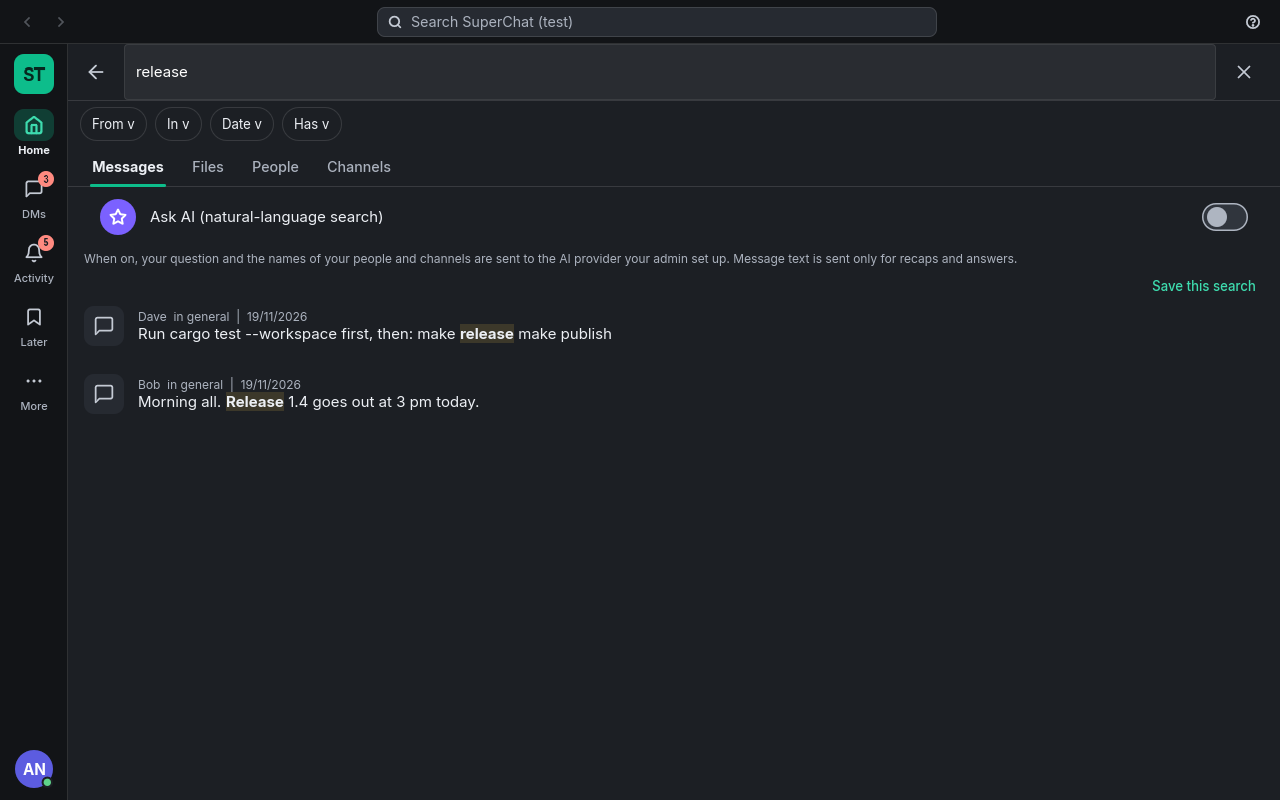 Search SuperChat (test)
ST
release
From v
In v
Date v
Has v
Home
Messages
Files
People
Channels
3
DMs
Ask AI (natural-language search)
5
Activity
When on, your question and the names of your people and channels are sent to the AI provider your admin set up. Message text is sent only for recaps and answers.
Save this search
Later
Dave in general | 19/11/2026
Run cargo test --workspace first, then: make release make publish
More
Bob in general | 19/11/2026
Morning all. Release 1.4 goes out at 3 pm today.
AN